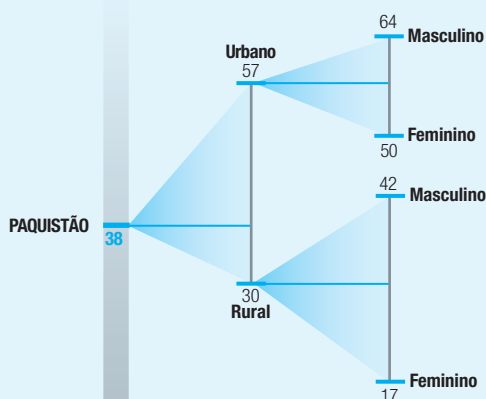 64
Masculino
Urbano
57
Feminino
50
42
Masculino
PAQUISTÃO
38
30
Rural
Feminino
17